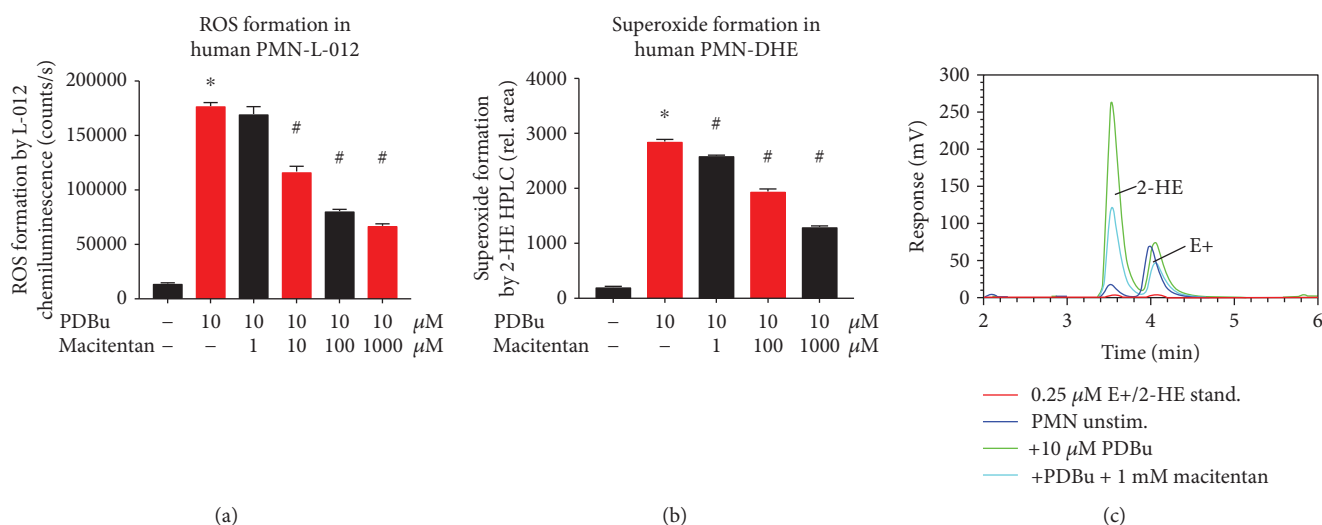 ROS formation in
human PMN-L-012
ROS formation by L-012
chemiluminescence (counts/s)
200000
150000
100000
50000
0
*
#
#
#
PDBu – 10 10 10 10 10 μM
Macitentan – – 1 10 100 1000 μM
(a)
Superoxide formation in
human PMN-DHE
Superoxide formation
by 2-HE HPLC (rel. area)
4000
3000
2000
1000
0
*
#
#
#
PDBu – 10 10 10 10 μM
Macitentan – – 1 100 1000 μM
(b)
Response (mV)
300
250
200
150
100
50
0
2-HE
E+
2 3 4 5 6
Time (min)
0.25 μM E+/2-HE stand.
PMN unstim.
+10 μM PDBu
+PDBu + 1 mM macitentan
(c)